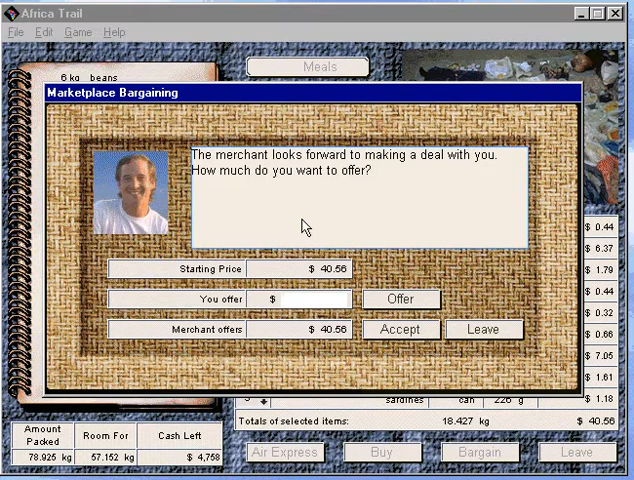 Africa Trail
File Edit Game Help
Meals
6 kg beans
Marketplace Bargaining
The merchant looks forward to making a deal with you.
How much do you want to offer?
Starting Price $ 40.56
You offer $ Offer
Merchant offers $ 40.56 Accept Leave
$ 0.44
$ 6.37
$ 1.79
$ 0.44
$ 0.32
$ 0.66
$ 7.05
$ 1.61
sardines can 226 g $ 1.18
Totals of selected items: 18.427 kg $ 40.56
Amount Packed Room For Cash Left
78.925 kg 57.152 kg $ 4,758
Air Express Buy Bargain Leave